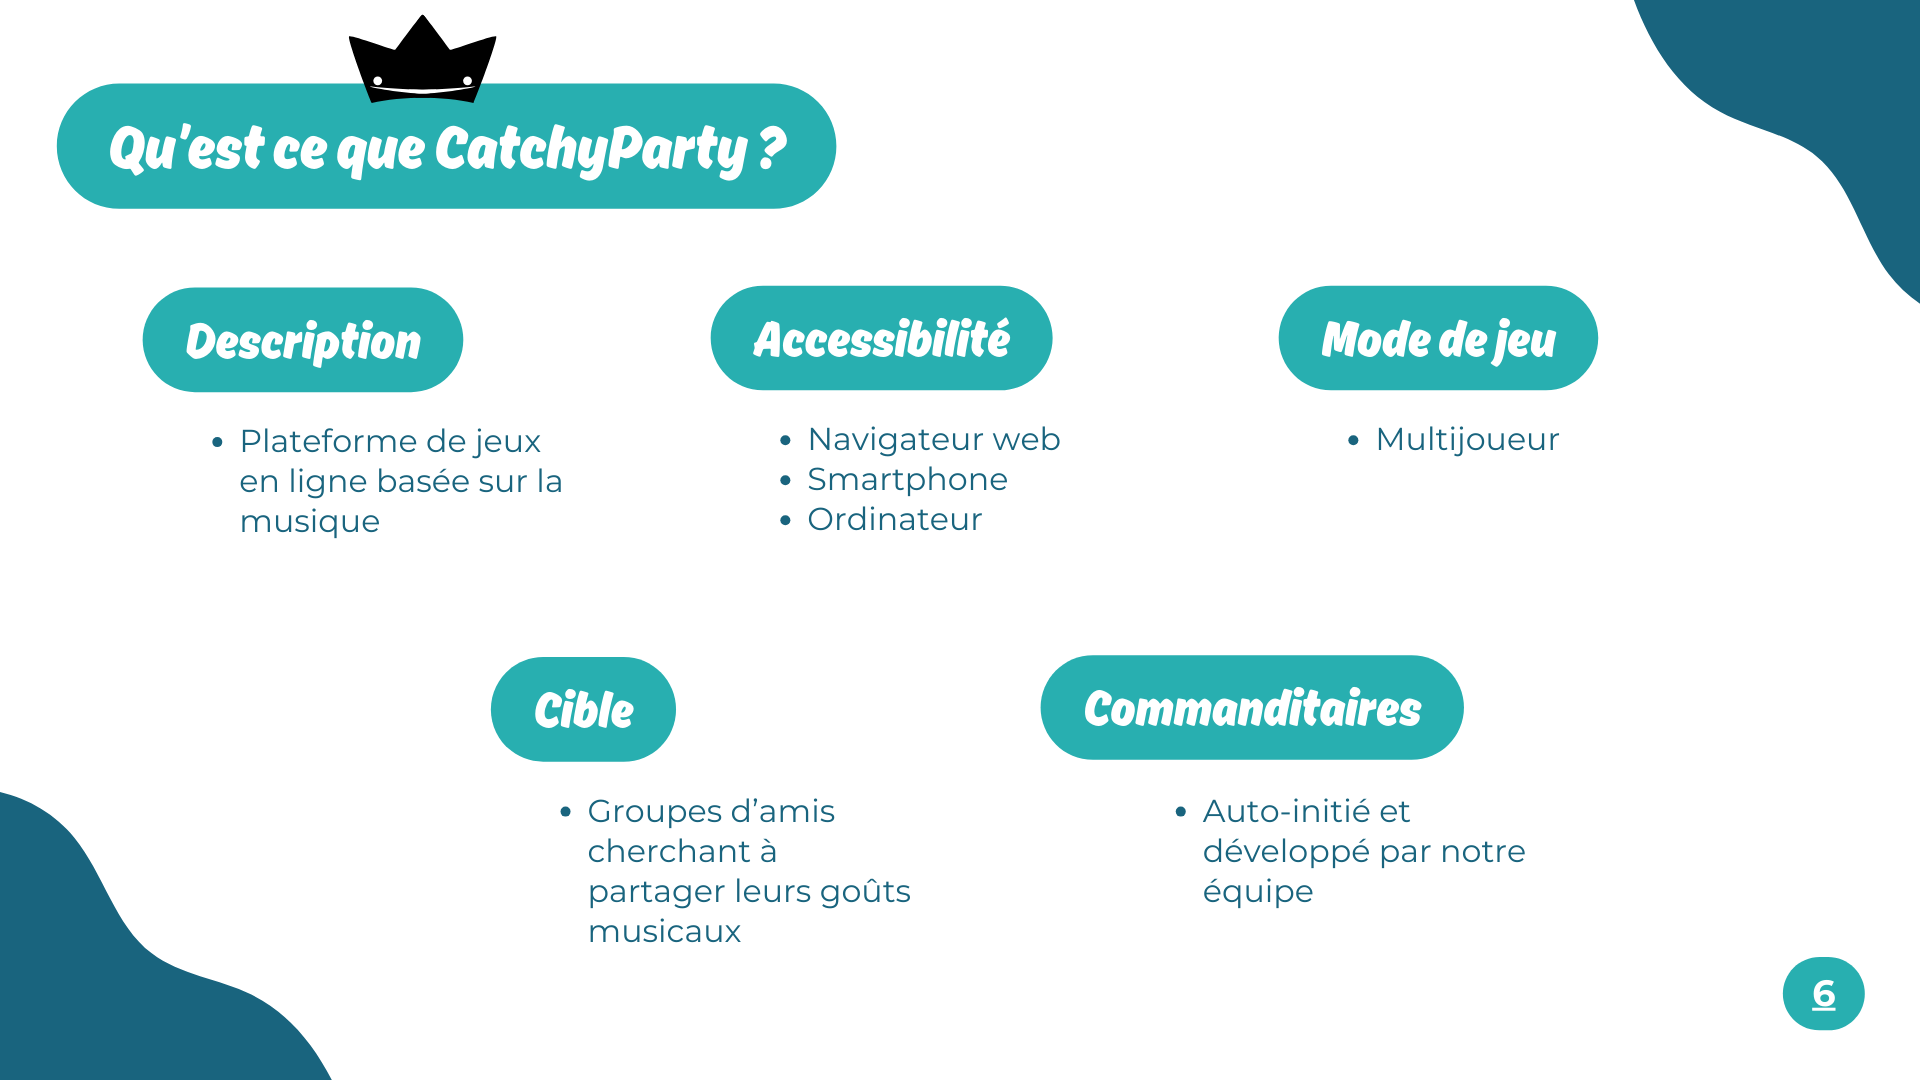 Qu'est ce que CatchyParty ?
Description
Plateforme de jeux
en ligne basée sur la
musique
Accessibilité
Navigateur web
Smartphone
Ordinateur
Mode de jeu
Multijoueur
Cible
Groupes d’amis
cherchant à
partager leurs goûts
musicaux
Commanditaires
Auto-initié et
développé par notre
équipe
6